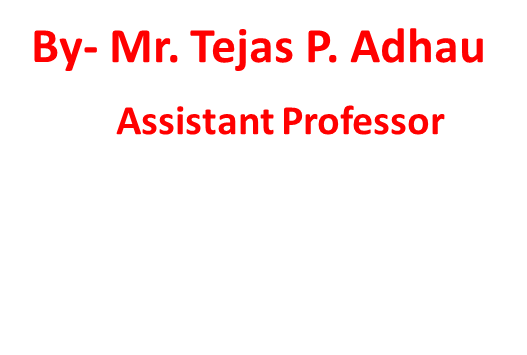 By- Mr. Tejas P. Adhau
Assistant Professor